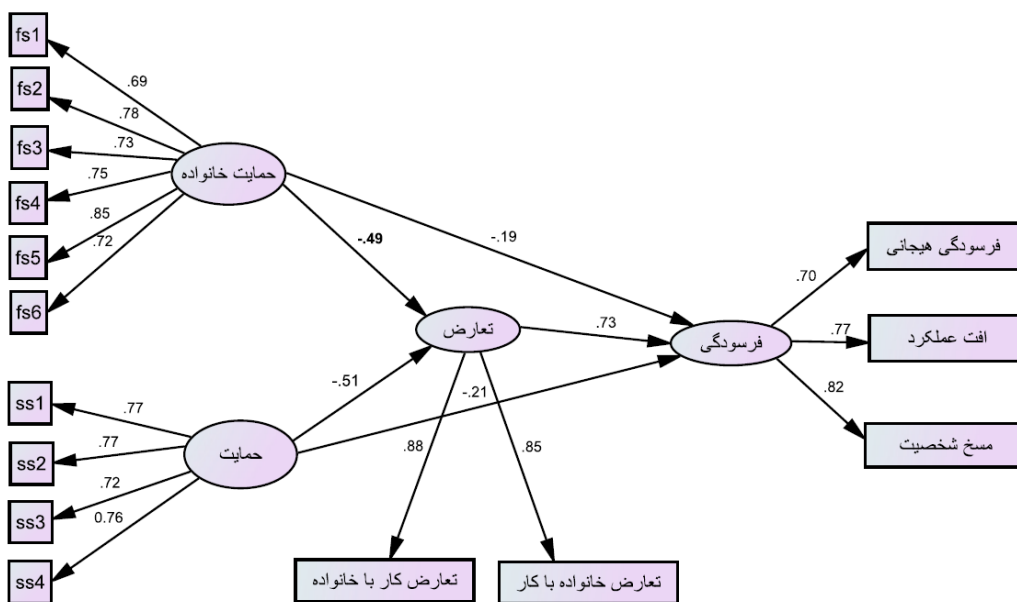 fs1
.69
fs2
.78
fs3
.73
حمایت خانواده
fs4
.75
.85
fs5
.72
fs6
-.49
-.19
فرسودگی هیجانی
.70
تعارض
.73
فرسودگی
.77
افت عملکرد
.82
مسخ شخصیت
ss1
.77
-.51
-.21
ss2
.77
حمایت
.88
.85
ss3
.72
0.76
ss4
تعارض کار با خانواده
تعارض خانواده با کار